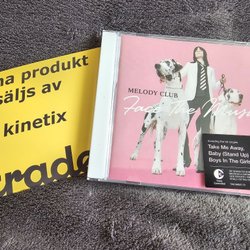 na produkt
säljs av
kinetix
trade
MELODY CLUB
Face The Music
Take Me Away,
Baby (Stand Up)
Boys In The Girls